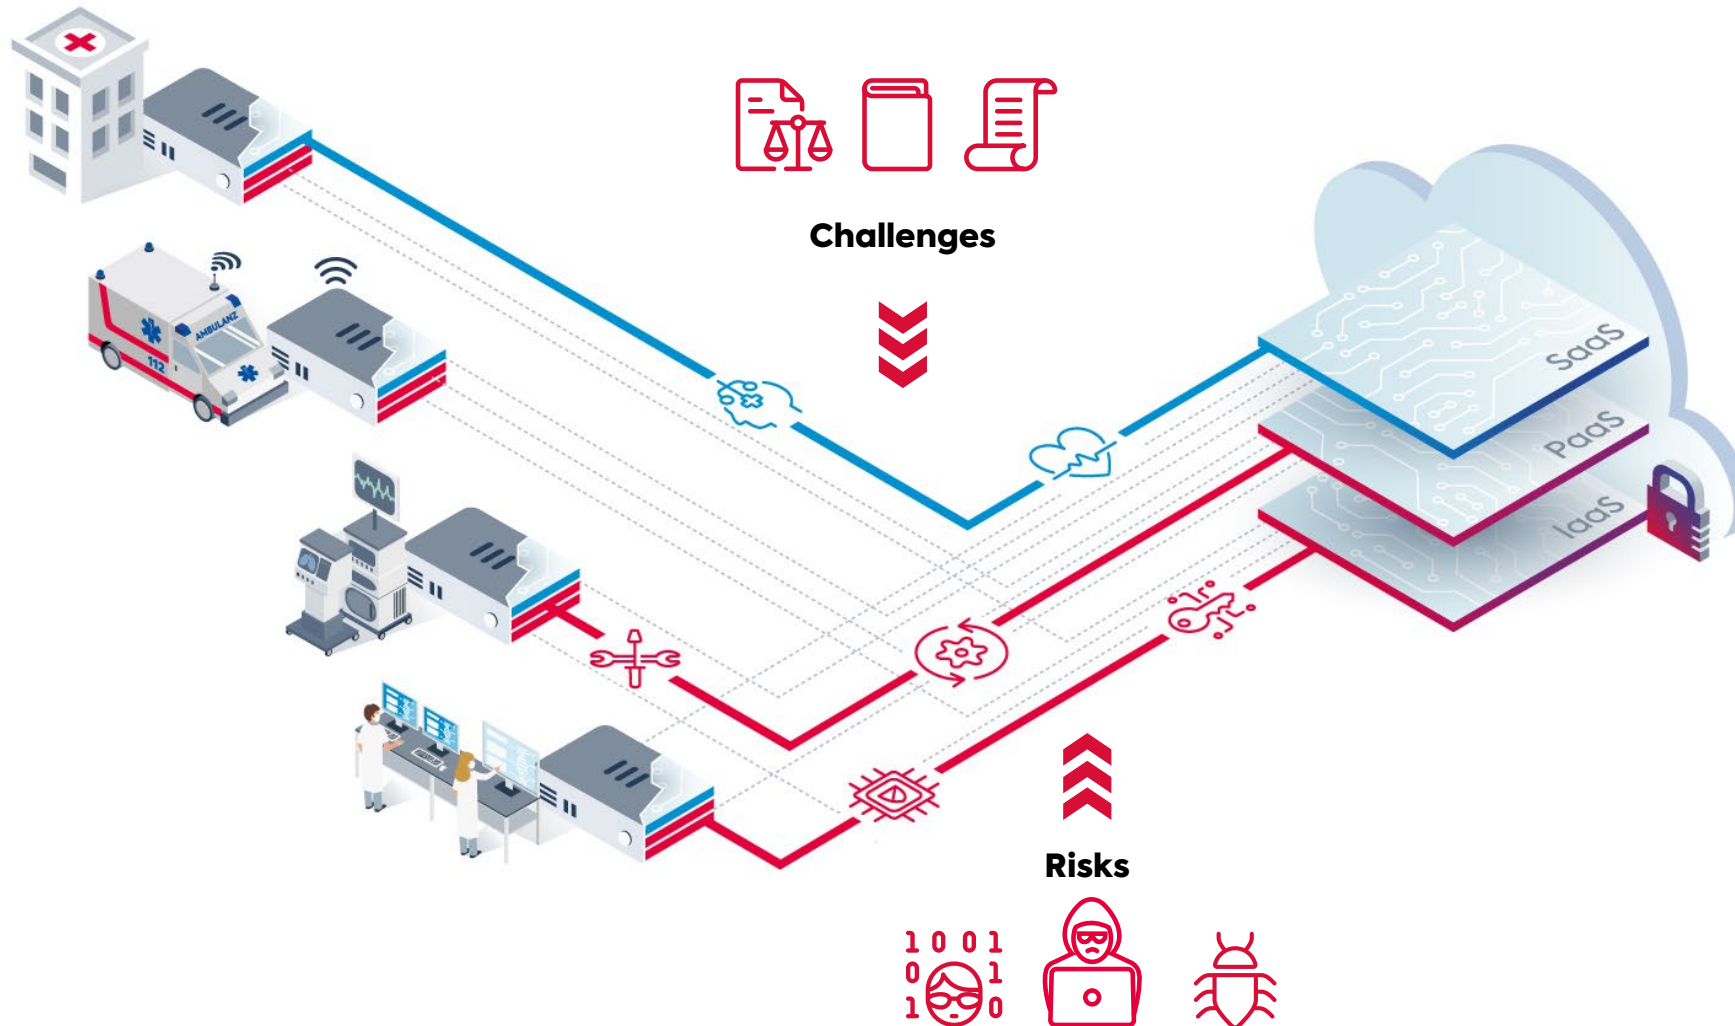 Challenges
AMBULANZ
112
SaaS
PaaS
IaaS
Risks
1 0 0 1
0 1
1 0